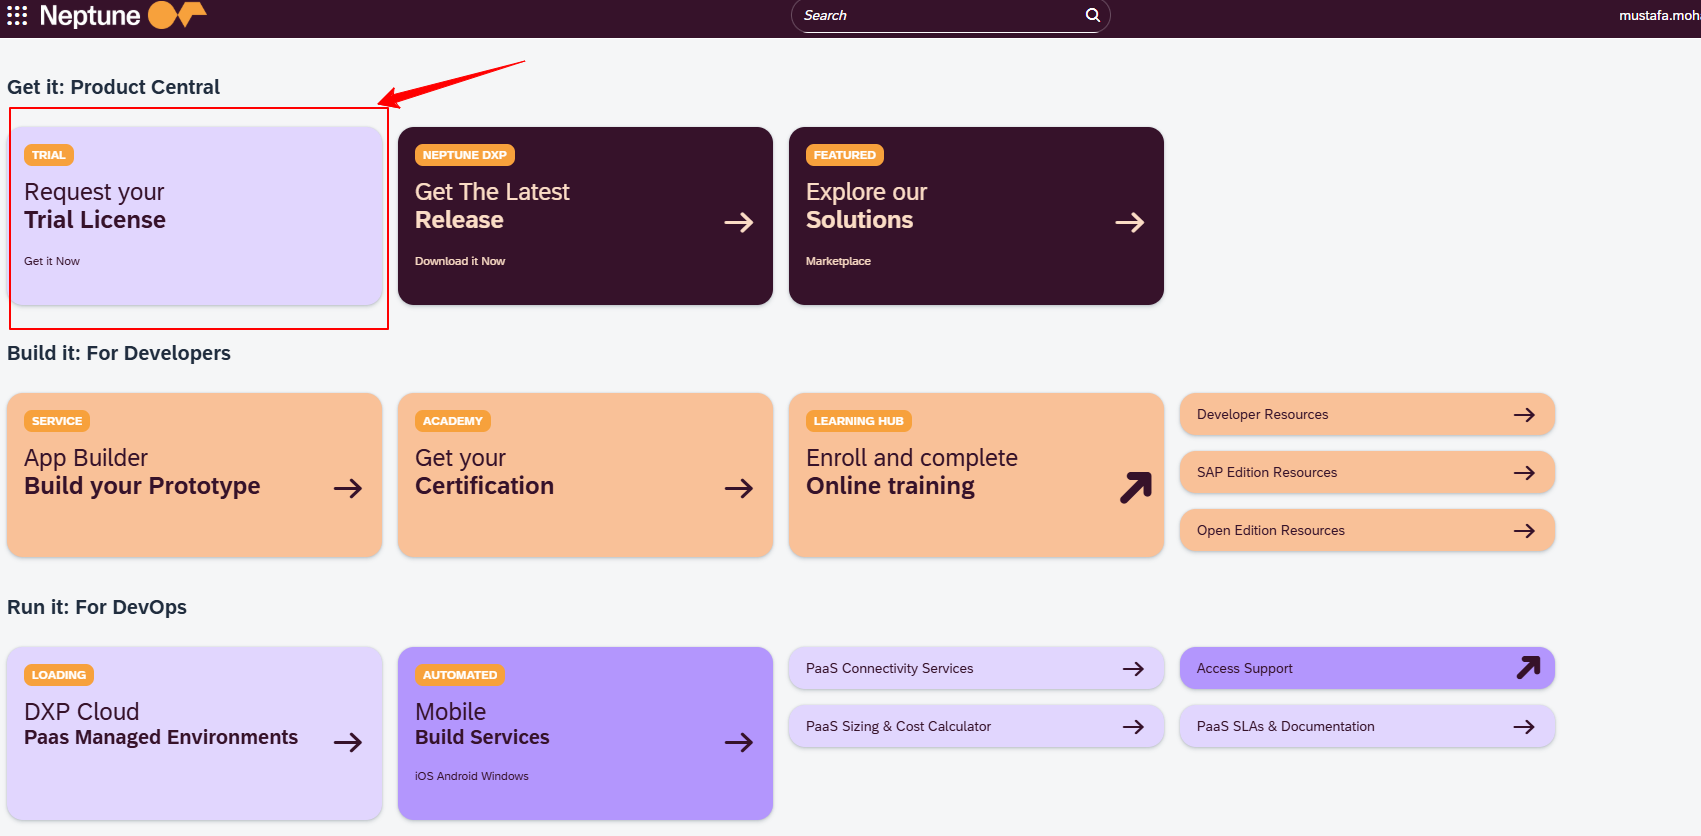 Neptune
Search
mustafa.moha
Get it: Product Central
TRIAL
Request your
Trial License
Get it Now
NEPTUNE DXP
Get The Latest
Release
Download it Now
FEATURED
Explore our
Solutions
Marketplace
Build it: For Developers
SERVICE
App Builder
Build your Prototype
ACADEMY
Get your
Certification
LEARNING HUB
Enroll and complete
Online training
Developer Resources
SAP Edition Resources
Open Edition Resources
Run it: For DevOps
LOADING
DXP Cloud
Paas Managed Environments
AUTOMATED
Mobile
Build Services
iOS Android Windows
PaaS Connectivity Services
PaaS Sizing & Cost Calculator
Access Support
PaaS SLAs & Documentation